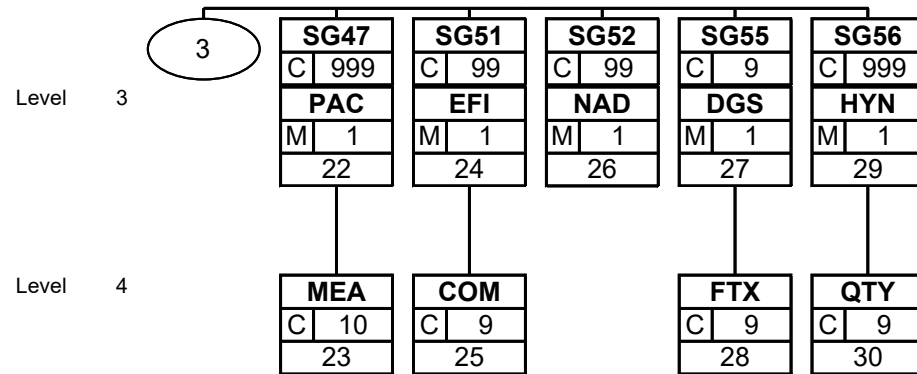 3
SG47 SG51 SG52 SG55 SG56
C 999 C 99 C 99 C 9 C 999
Level 3 PAC EFI NAD DGS HYN
M 1 M 1 M 1 M 1 M 1
22 24 26 27 29
Level 4 MEA COM FTX QTY
C 10 C 9 C 9 C 9
23 25 28 30